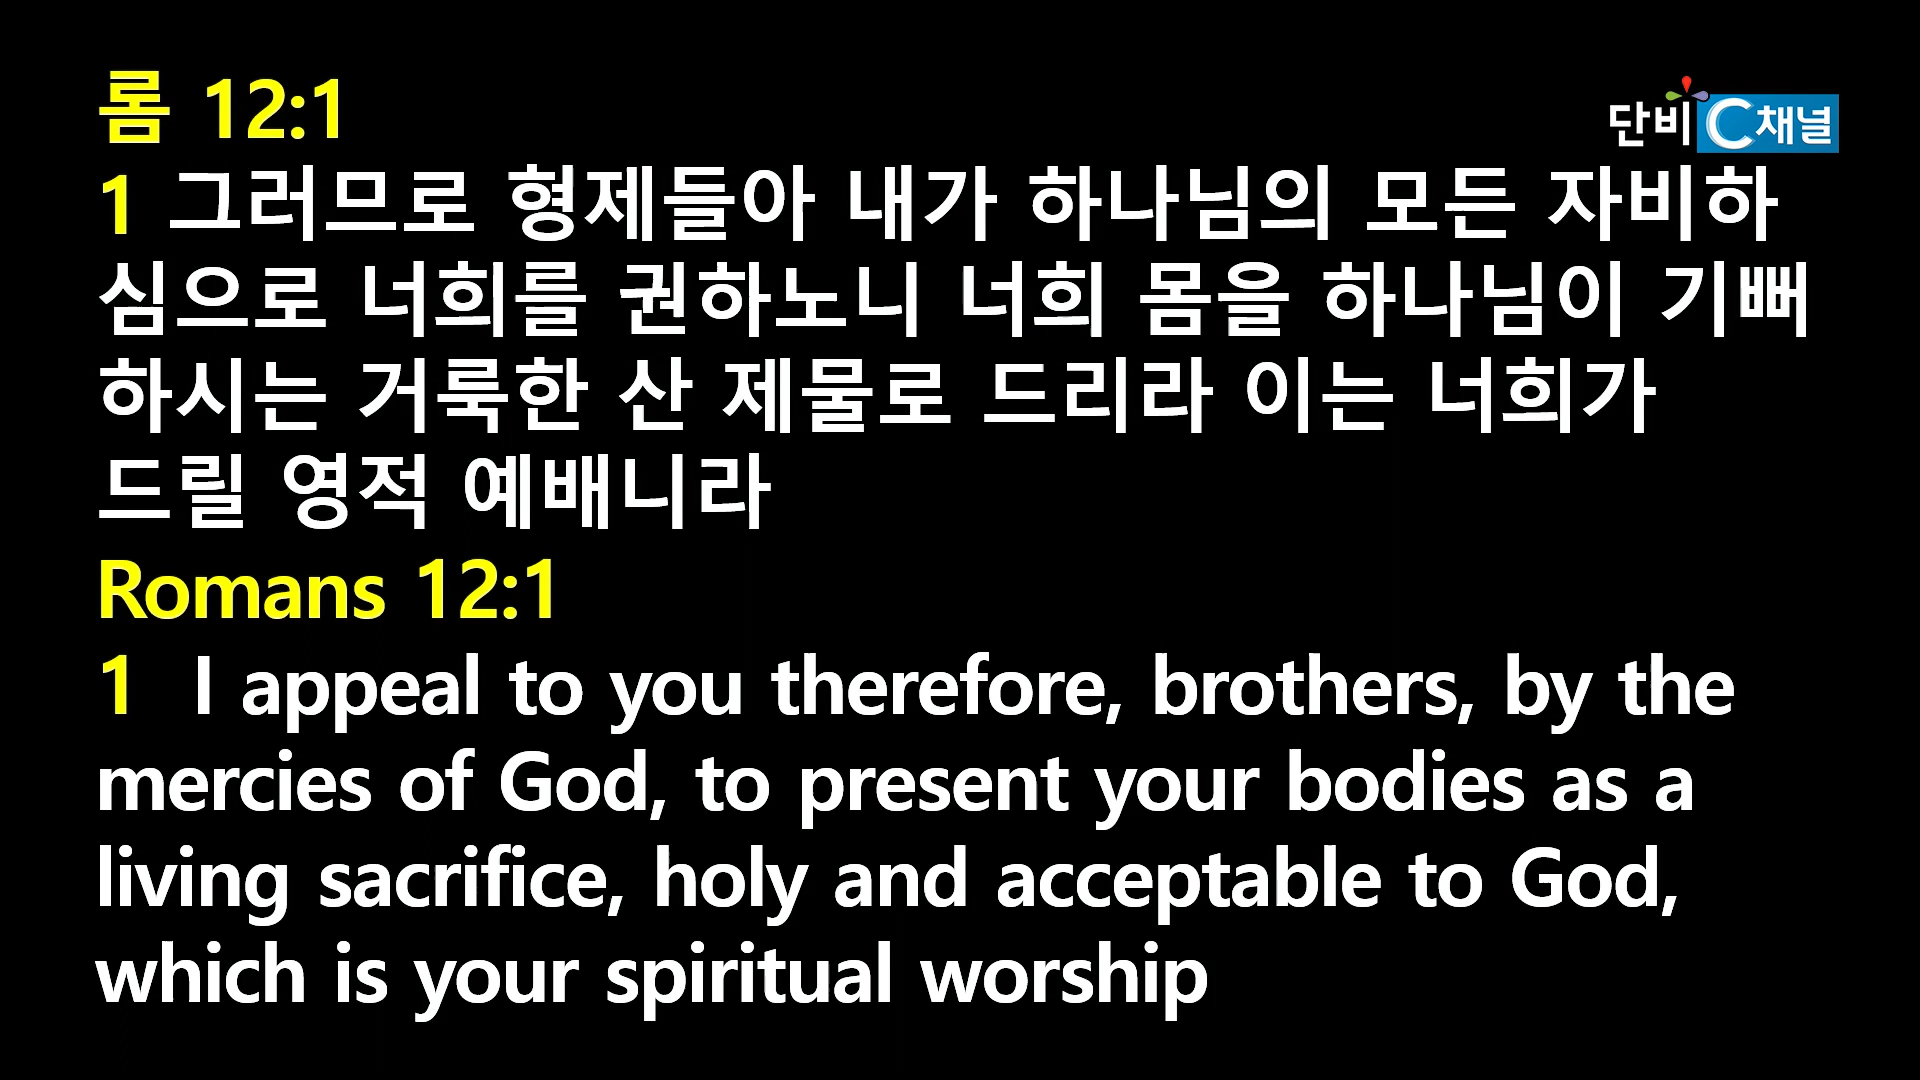 롬 12:1
단비 C채널
1 그러므로 형제들아 내가 하나님의 모든 자비하
심으로 너희를 권하노니 너희 몸을 하나님이 기뻐
하시는 거룩한 산 제물로 드리라 이는 너희가
드릴 영적 예배니라
Romans 12:1
1 I appeal to you therefore, brothers, by the
mercies of God, to present your bodies as a
living sacrifice, holy and acceptable to God,
which is your spiritual worship